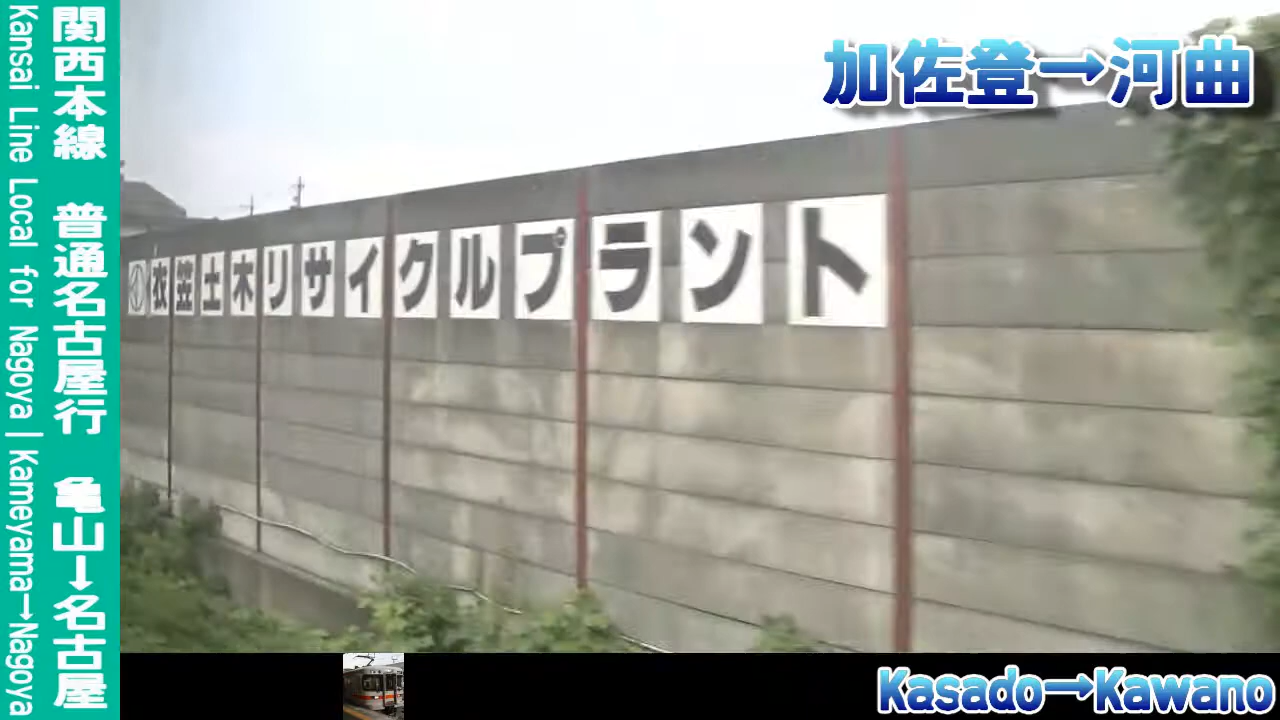 関西本線 普通名古屋行 亀山→名古屋
Kansai Line Local for Nagoya | Kameyama→Nagoya
加佐登→河曲
衣笠土木リサイクルプラント
Kasado→Kawano